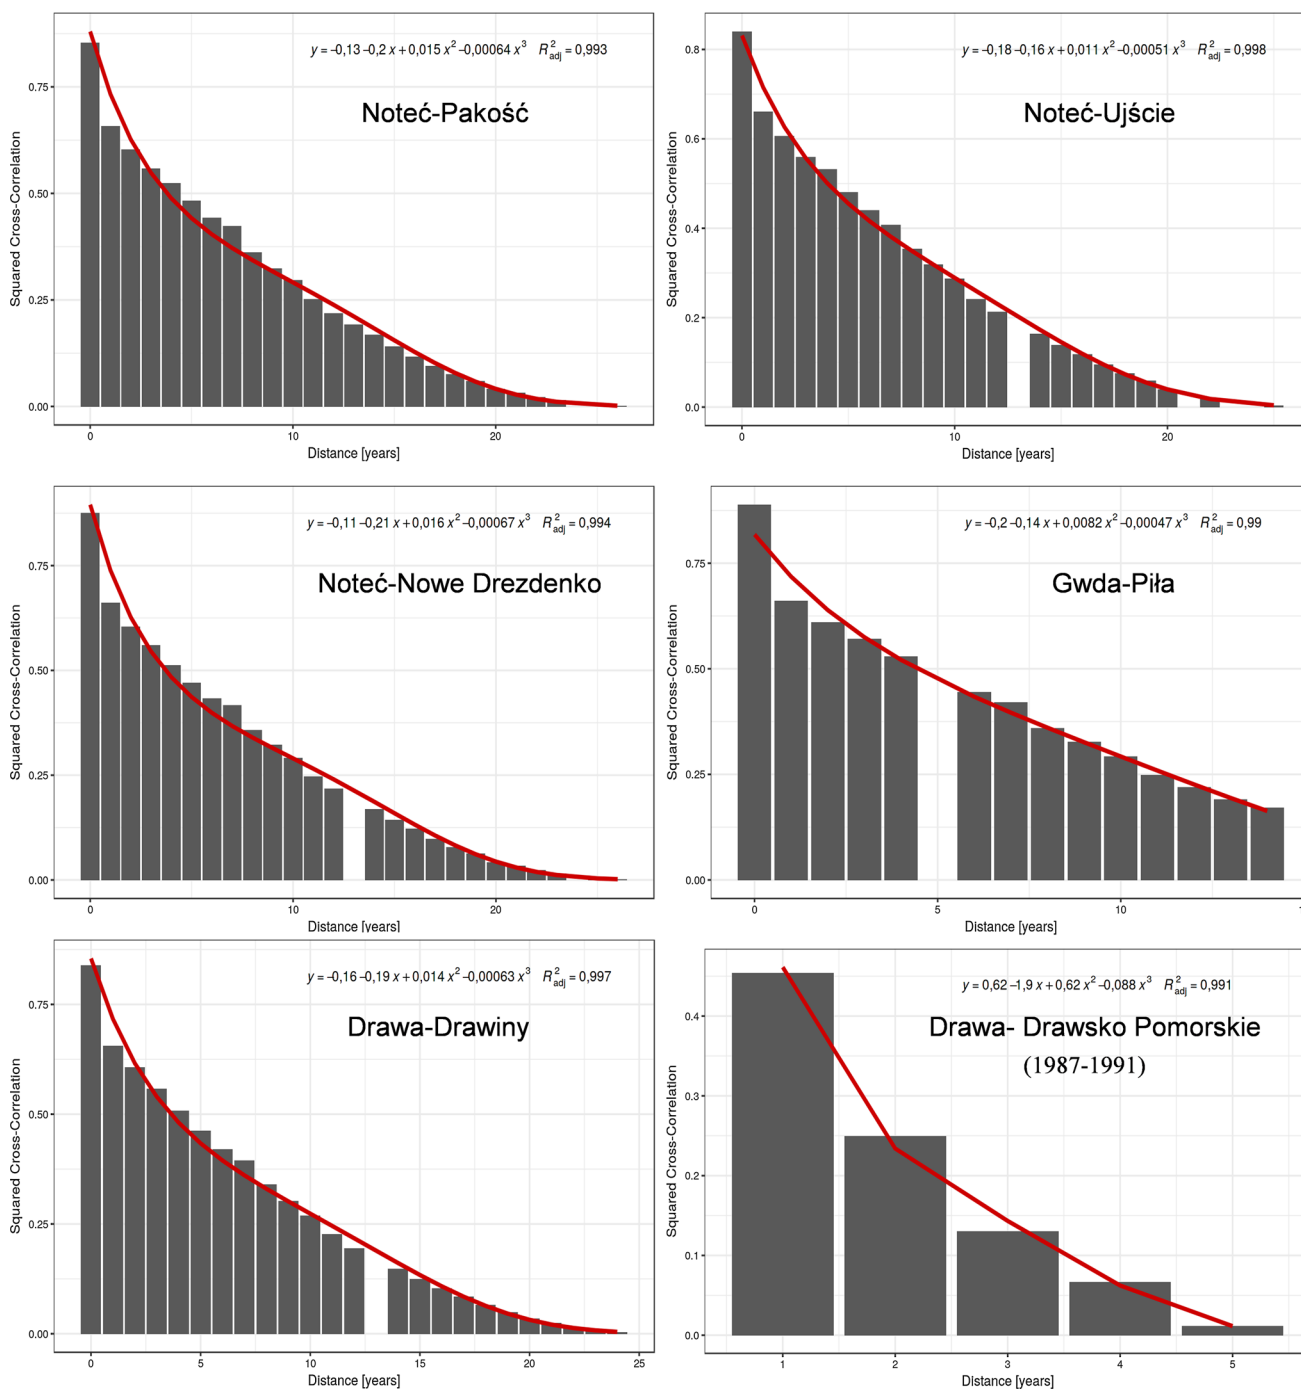 y = –0,13 –0,2 x + 0,015 x² –0,00064 x³ R²adj = 0,993
Noteć-Pakość
Squared Cross-Correlation
0.75
0.50
0.25
0.00
0 10 20
Distance [years]
y = –0,18 –0,16 x + 0,011 x² –0,00051 x³ R²adj = 0,998
Noteć-Ujście
Squared Cross-Correlation
0.8
0.6
0.4
0.2
0.0
0 10 20
Distance [years]
y = –0,11 –0,21 x + 0,016 x² –0,00067 x³ R²adj = 0,994
Noteć-Nowe Drezdenko
Squared Cross-Correlation
0.75
0.50
0.25
0.00
0 10 20
Distance [years]
y = –0,2 –0,14 x + 0,0082 x² –0,00047 x³ R²adj = 0,99
Gwda-Piła
Squared Cross-Correlation
0.75
0.50
0.25
0.00
0 5 10
Distance [years]
y = –0,16 –0,19 x + 0,014 x² –0,00063 x³ R²adj = 0,997
Drawa-Drawiny
Squared Cross-Correlation
0.75
0.50
0.25
0.00
0 5 10 15 20 25
Distance [years]
y = 0,62 –1,9 x + 0,62 x² –0,088 x³ R²adj = 0,991
Drawa- Drawsko Pomorskie
(1987-1991)
Squared Cross-Correlation
0.4
0.3
0.2
0.1
0.0
1 2 3 4 5
Distance [years]